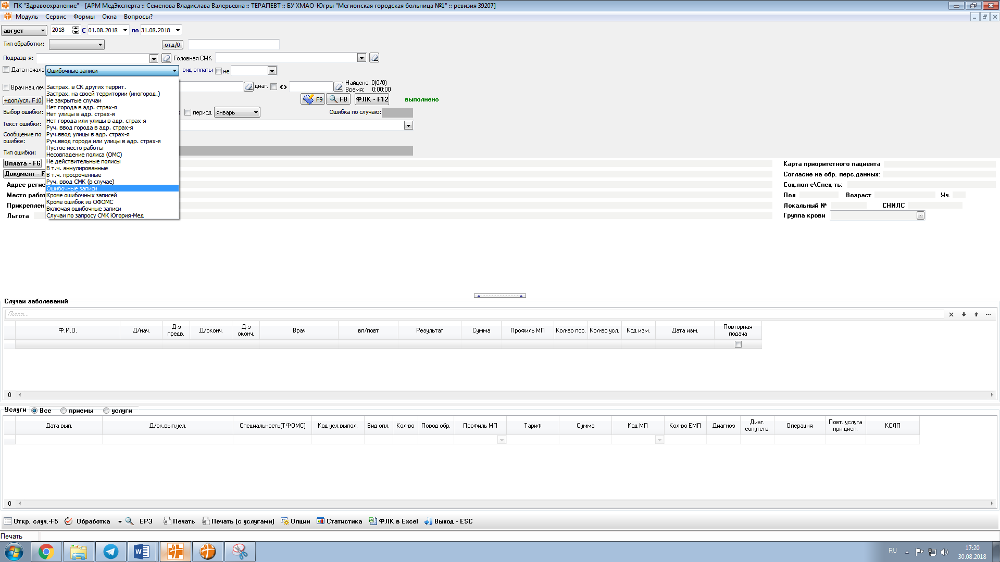 ПК "Здравоохранение" - [АРМ МедЭксперта :: Семенова Владислава Валерьевна :: ТЕРАПЕВТ :: БУ ХМАО-Югры "Мегионская городская больница №1" :: ревизия 39207]
Модуль Сервис Формы Окна Вопросы?
август 2018 С 01.08.2018 по 31.08.2018
Тип обработки: отд/0
Подразд-я: Головная СМК
Дата начала Ошибочные записи вид оплаты не
Врач нач.леч. диаг. <> Найдено: 0(0/0)
Время: 0:00:00
+доп/усл. F10 F9 F8 ФЛК - F12 выполнено
Выбор ошибки: период январь Ошибка по случаю:
Текст ошибки:
Сообщение по
ошибке:
Тип ошибки:
Застрах. в СК других террит.
Застрах. на своей территории (иногород.)
Не закрытые случаи
Нет города в адр. страх-я
Нет улицы в адр. страх-я
Нет города или улицы в адр. страх-я
Руч. ввод города в адр. страх-я
Руч.ввод улицы в адр. страх-я
Руч.ввод города или улицы в адр. страх-я
Пустое место работы
Несовпадение полиса (ОМС)
Не действительные полисы
В т.ч. аннулированные
В т.ч. просроченные
Руч. ввод СМК (в случае)
Ошибочные записи
Кроме ошибочных записей
Кроме ошибок из ОФОМС
Включая ошибочные записи
Случаи по запросу СМК Югория-Мед
Оплата - F6
Документ - F
Адрес регис
Место работ
Прикреплен
Льгота
Карта приоритетного пациента
Согласие на обр. перс.данных:
Соц.пол-е\Спец-ть:
Пол Возраст Уч.
Локальный № СНИЛС
Группа крови ...
Случаи заболеваний
Поиск...
Ф.И.О. Д/нач. Д-з предв. Д/оконч. Д-з оконч. Врач вп/повт Результат Сумма Профиль МП Кол-во пос. Кол-во усл. Код изм. Дата изм. Повторная подача
0
Услуги Все приемы услуги
Дата вып. Д/ок.вып.усл. Специальность(ТФОМС) Код усл.выпол. Вид опл. Кол-во Повод обр. Профиль МП Тариф Сумма Код МП Кол-во ЕМП Диагноз Диаг. сопутств. Операция Повт. услуга при дисп. КСЛП
0
Откр. случ.-F5 Обработка ЕРЗ Печать Печать (с услугами) Опции Статистика ФЛК в Excel Выход - ESC
Печать
RU 17:20
30.08.2018